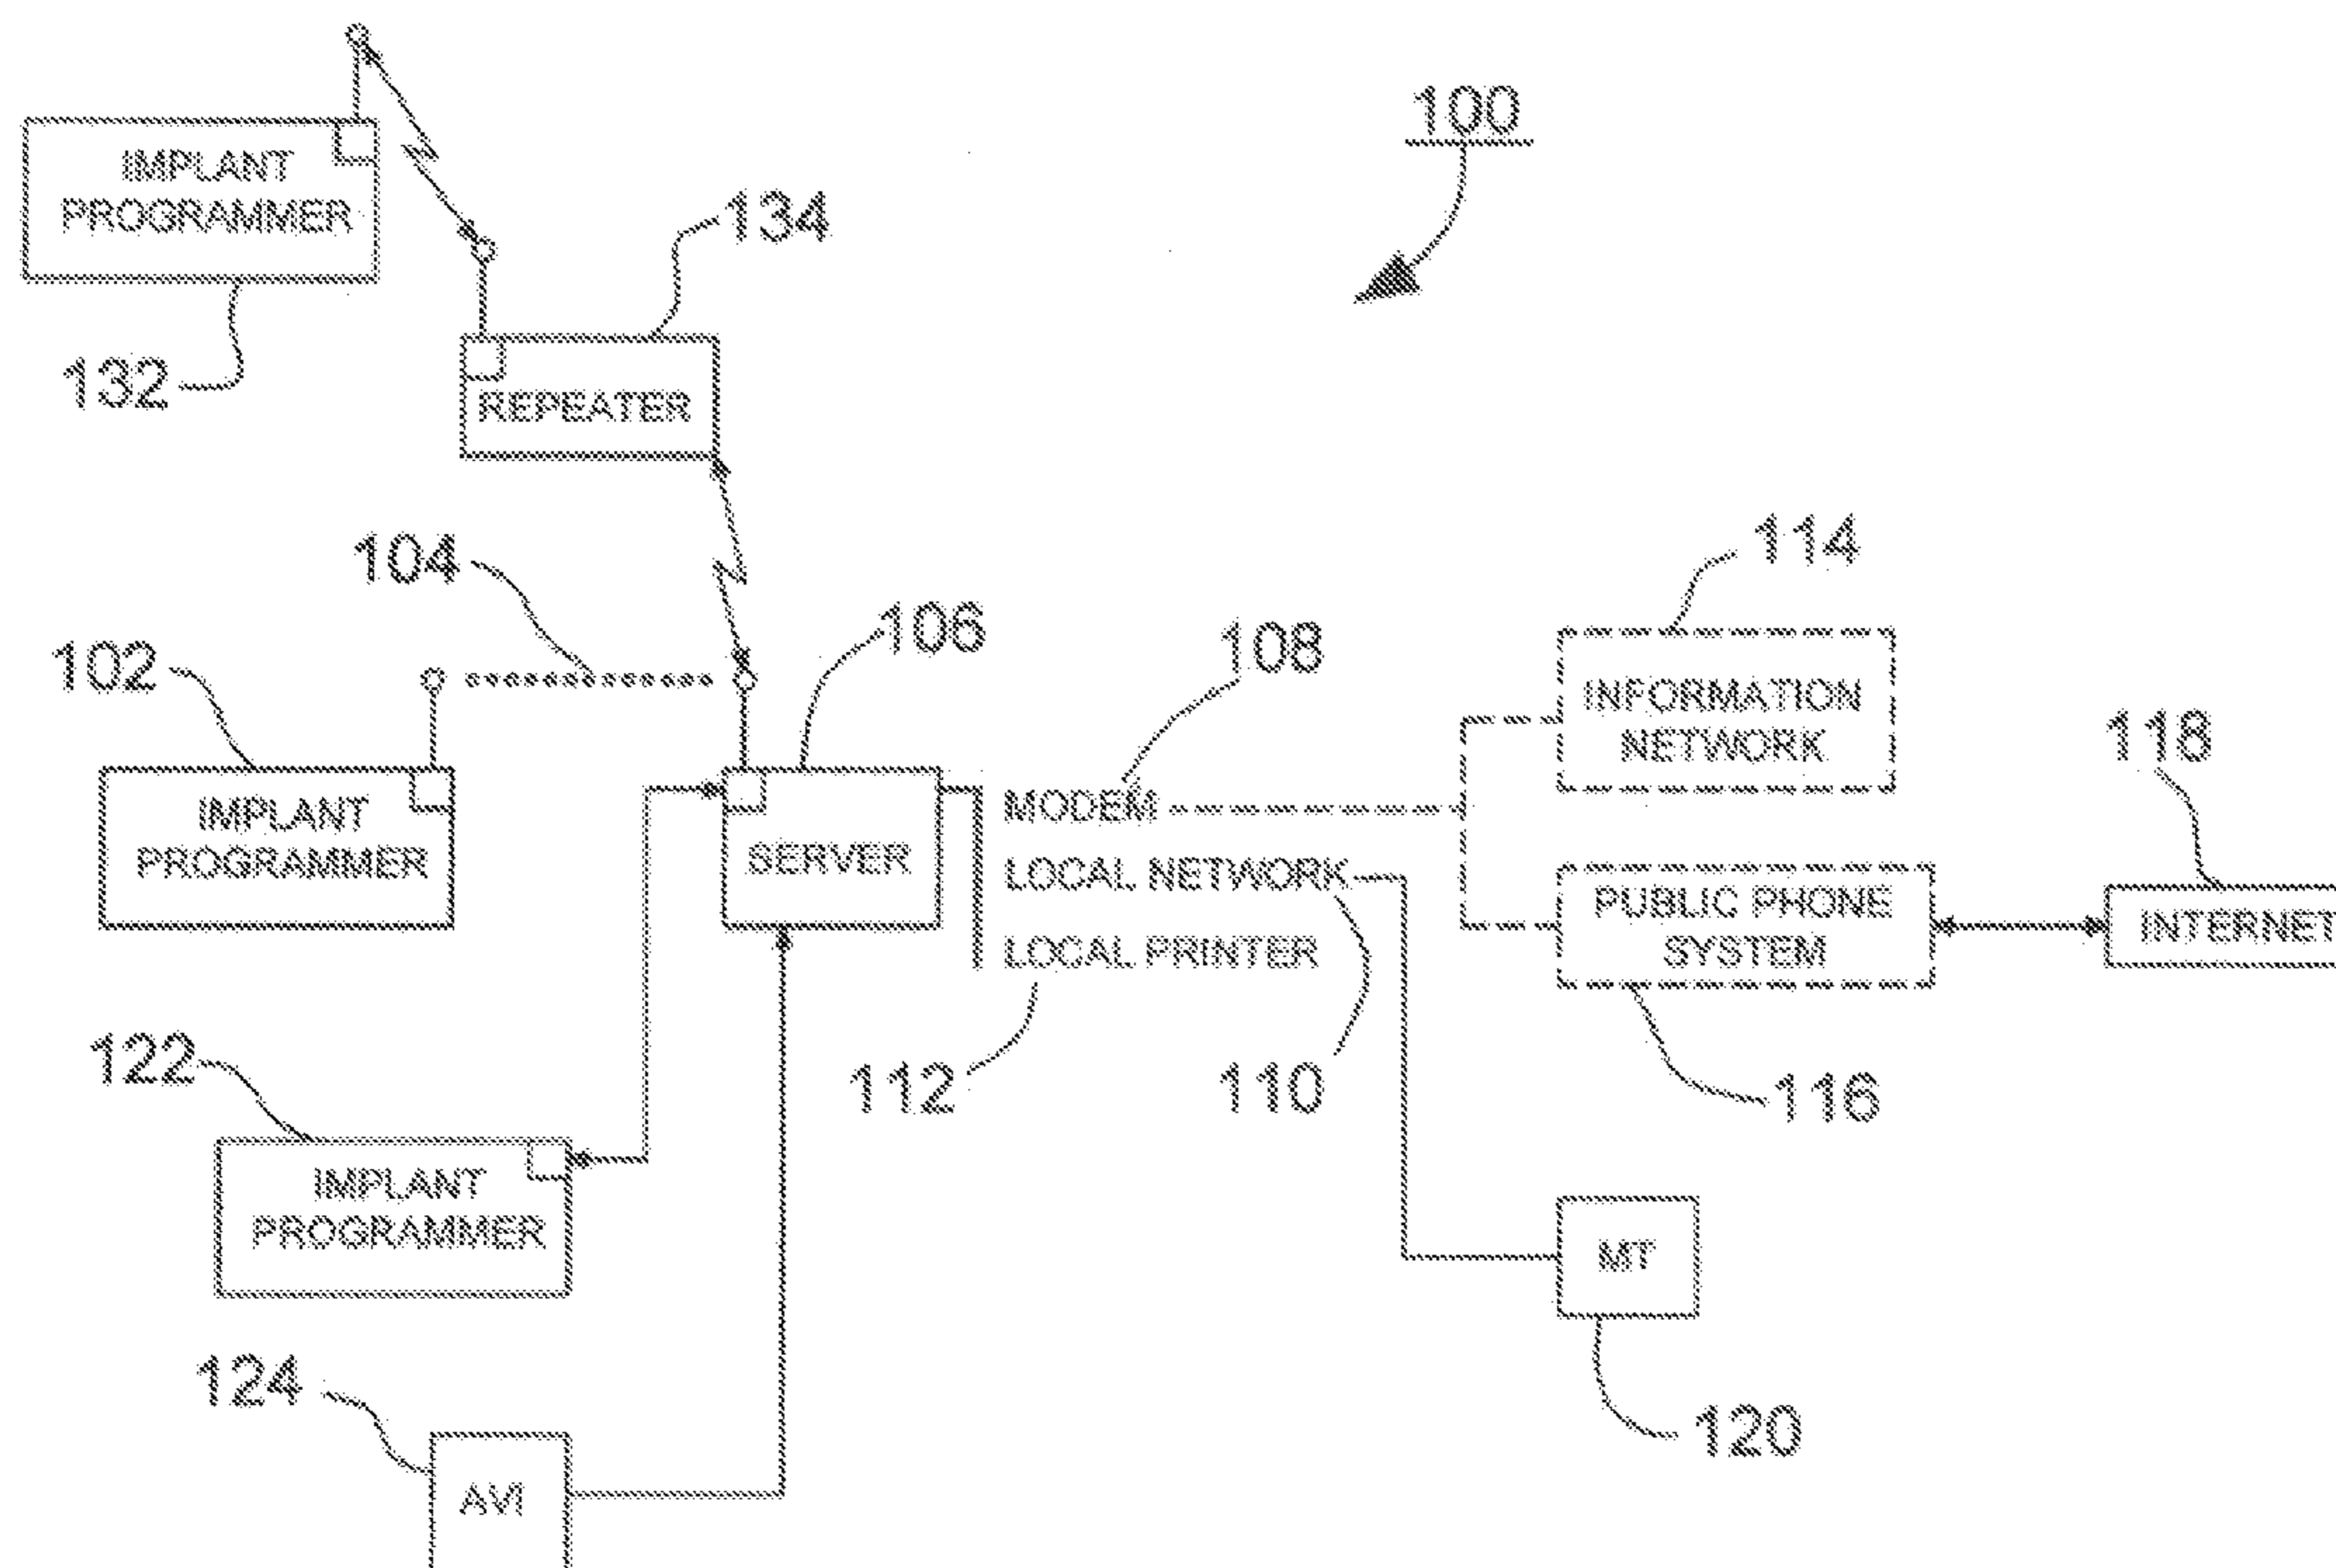 100
IMPLANT
PROGRAMMER
134
132
REPEATER
104
114
106
108
102
INFORMATION
NETWORK
118
MODEM
IMPLANT
PROGRAMMER
SERVER
LOCAL NETWORK
PUBLIC PHONE
SYSTEM
INTERNET
LOCAL PRINTER
122
112
110
116
IMPLANT
PROGRAMMER
MT
124
120
AVI